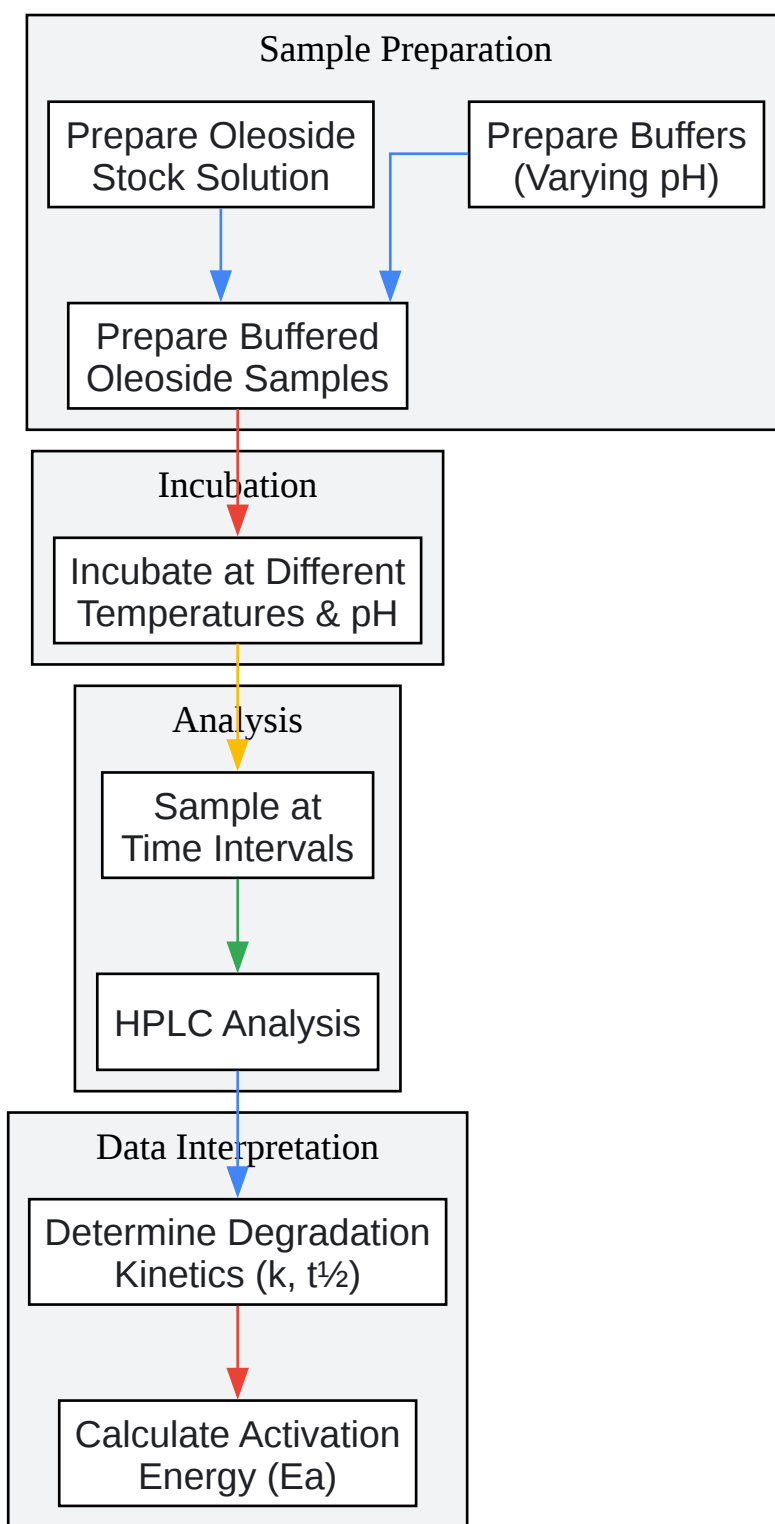 Sample Preparation
Prepare Oleoside
Stock Solution
Prepare Buffers
(Varying pH)
Prepare Buffered
Oleoside Samples
Incubation
Incubate at Different
Temperatures & pH
Analysis
Sample at
Time Intervals
HPLC Analysis
Data Interpretation
Determine Degradation
Kinetics (k, t½)
Calculate Activation
Energy (Ea)